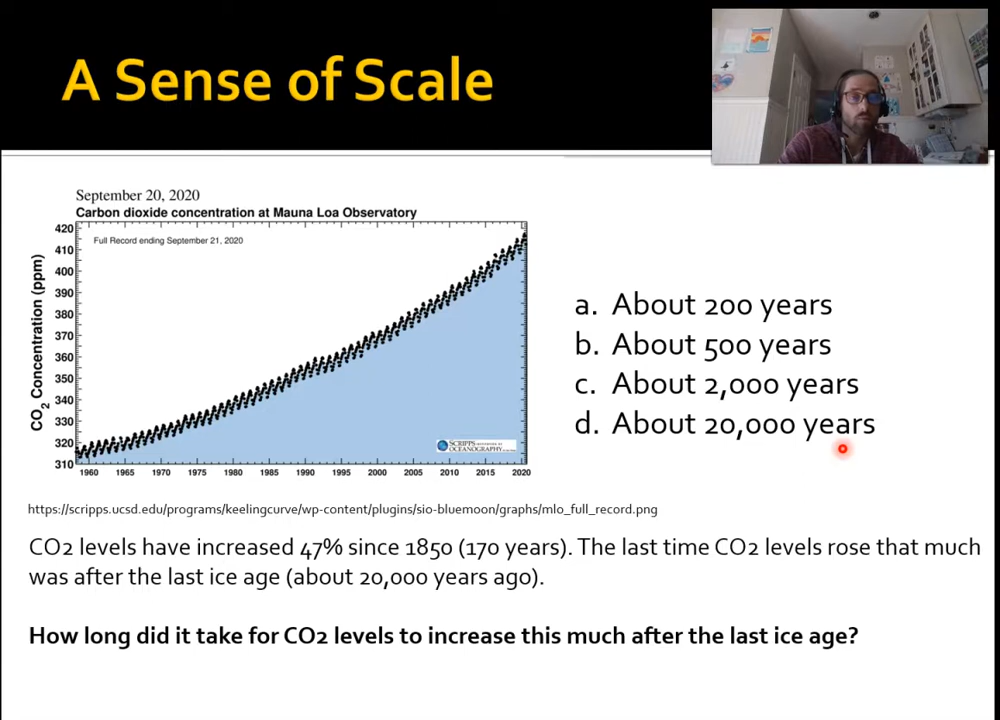 A Sense of Scale
September 20, 2020
Carbon dioxide concentration at Mauna Loa Observatory
Full Record ending September 21, 2020
CO2 Concentration (ppm)
420
410
400
390
380
370
360
350
340
330
320
310
1960 1965 1970 1975 1980 1985 1990 1995 2000 2005 2010 2015 2020
SCRIPPS
OCEANOGRAPHY
a. About 200 years
b. About 500 years
c. About 2,000 years
d. About 20,000 years
https://scripps.ucsd.edu/programs/keelingcurve/wp-content/plugins/sio-bluemoon/graphs/mlo_full_record.png
CO2 levels have increased 47% since 1850 (170 years). The last time CO2 levels rose that much
was after the last ice age (about 20,000 years ago).
How long did it take for CO2 levels to increase this much after the last ice age?